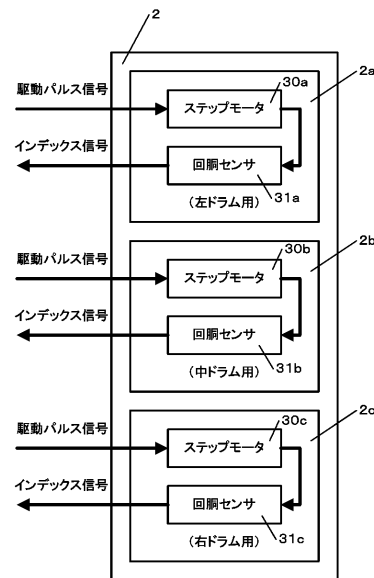 2
駆動パルス信号
30a
2a
ステップモータ
インデックス信号
回胴センサ
31a
(左ドラム用)
駆動パルス信号
30b
2b
ステップモータ
インデックス信号
回胴センサ
31b
(中ドラム用)
駆動パルス信号
30c
2c
ステップモータ
インデックス信号
回胴センサ
31c
(右ドラム用)